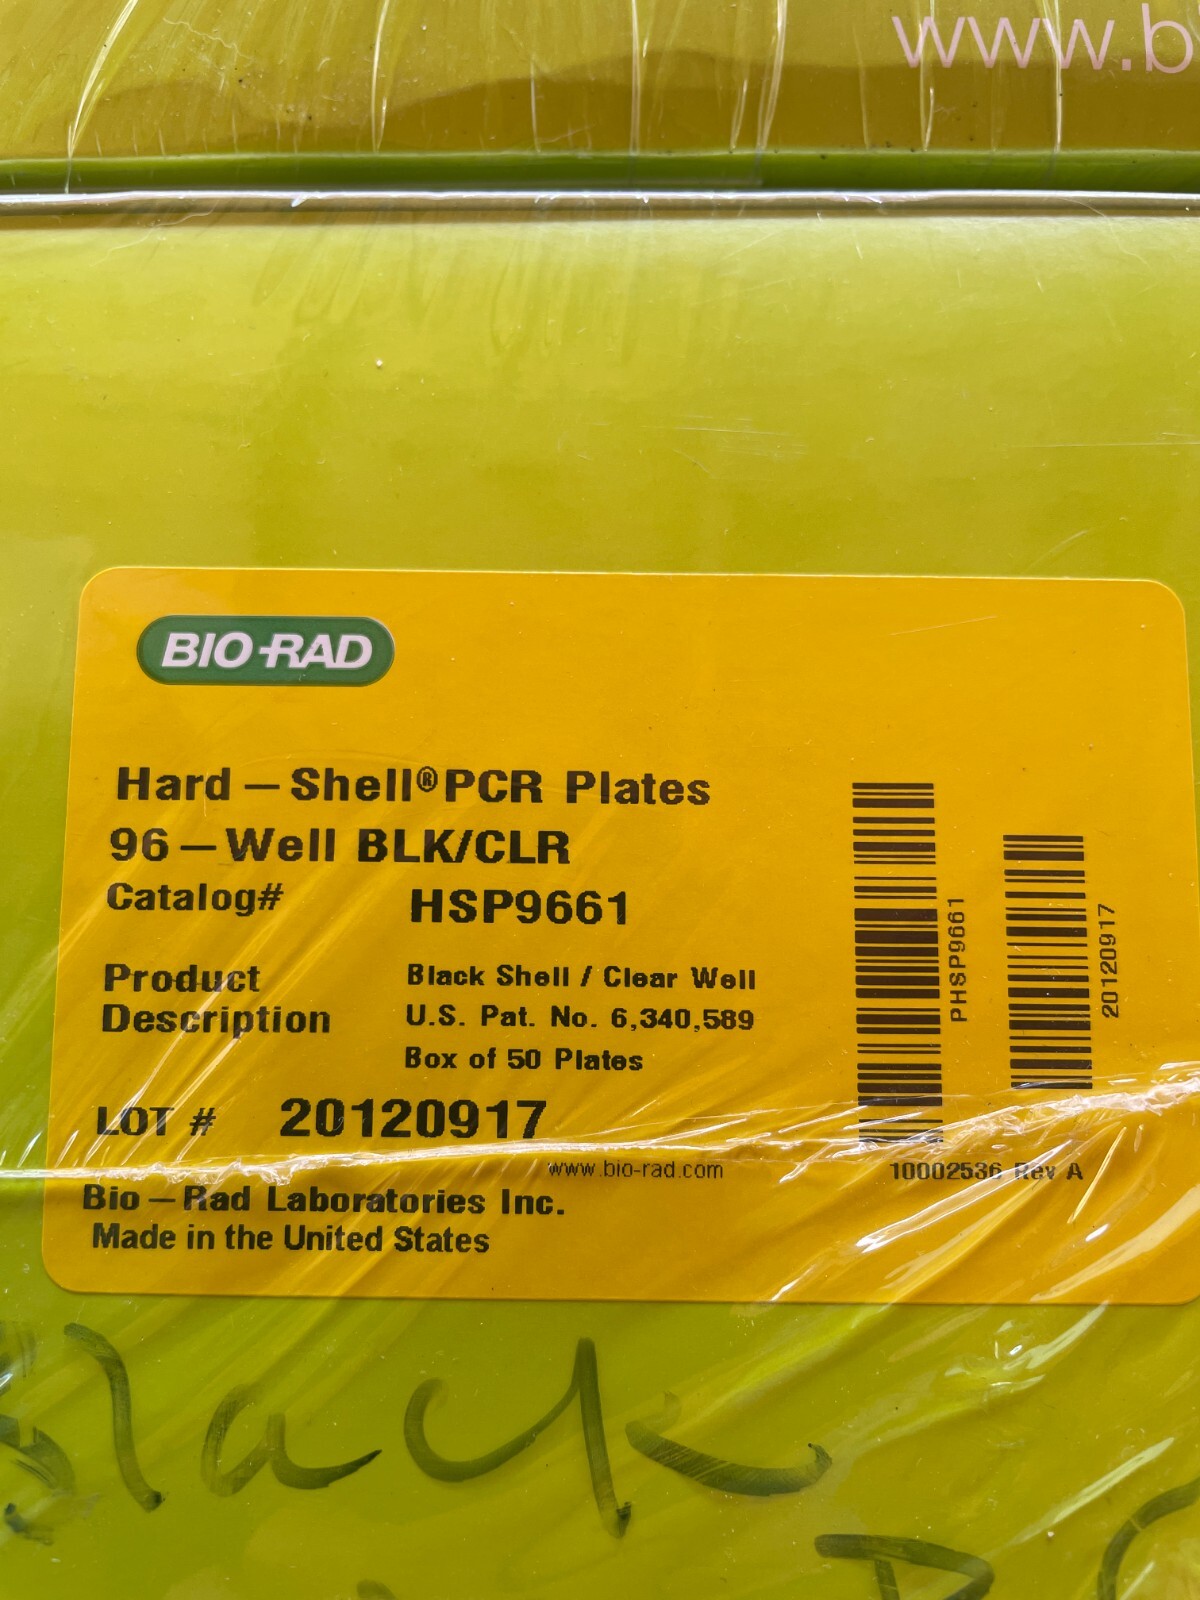 www.b
BIO-RAD
Hard-Shell® PCR Plates
96-Well BLK/CLR
Catalog# HSP9661
Product Description Black Shell / Clear Well
U.S. Pat. No. 6,340,589
Box of 50 Plates
LOT # 20120917
www.bio-rad.com
10002536 Rev A
Bio-Rad Laboratories Inc.
Made in the United States
PHSP9661
20120917
Black